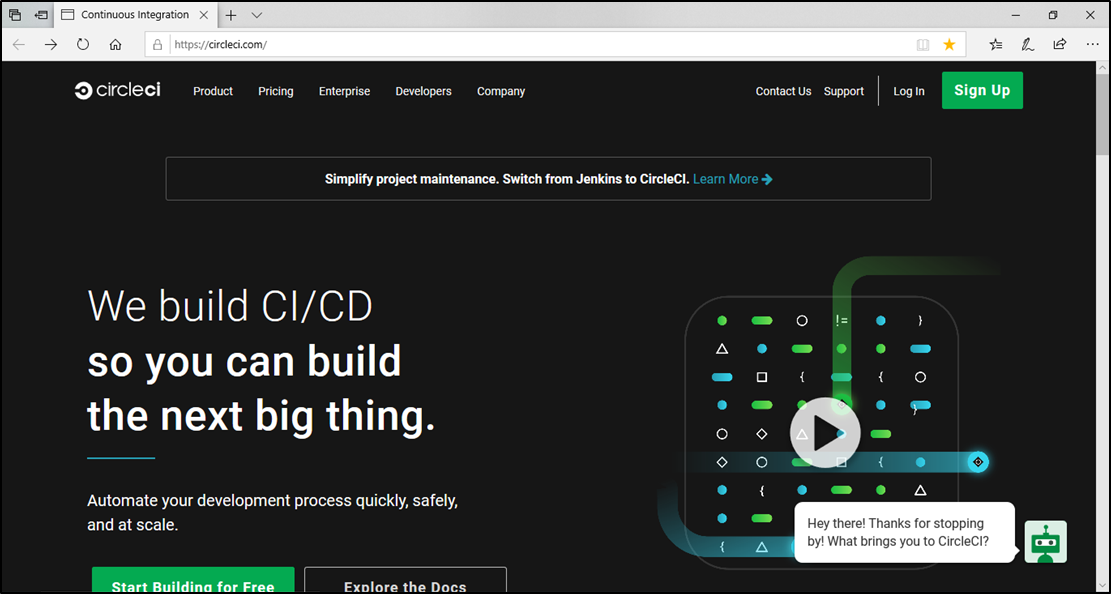 Continuous Integration
https://circleci.com/
circleci
Product Pricing Enterprise Developers Company
Contact Us Support Log In Sign Up
Simplify project maintenance. Switch from Jenkins to CircleCI. Learn More
We build CI/CD
so you can build
the next big thing.
Automate your development process quickly, safely,
and at scale.
Start Building for Free Explore the Docs
!= }
{ {
}
{
{
{
Hey there! Thanks for stopping
by! What brings you to CircleCI?